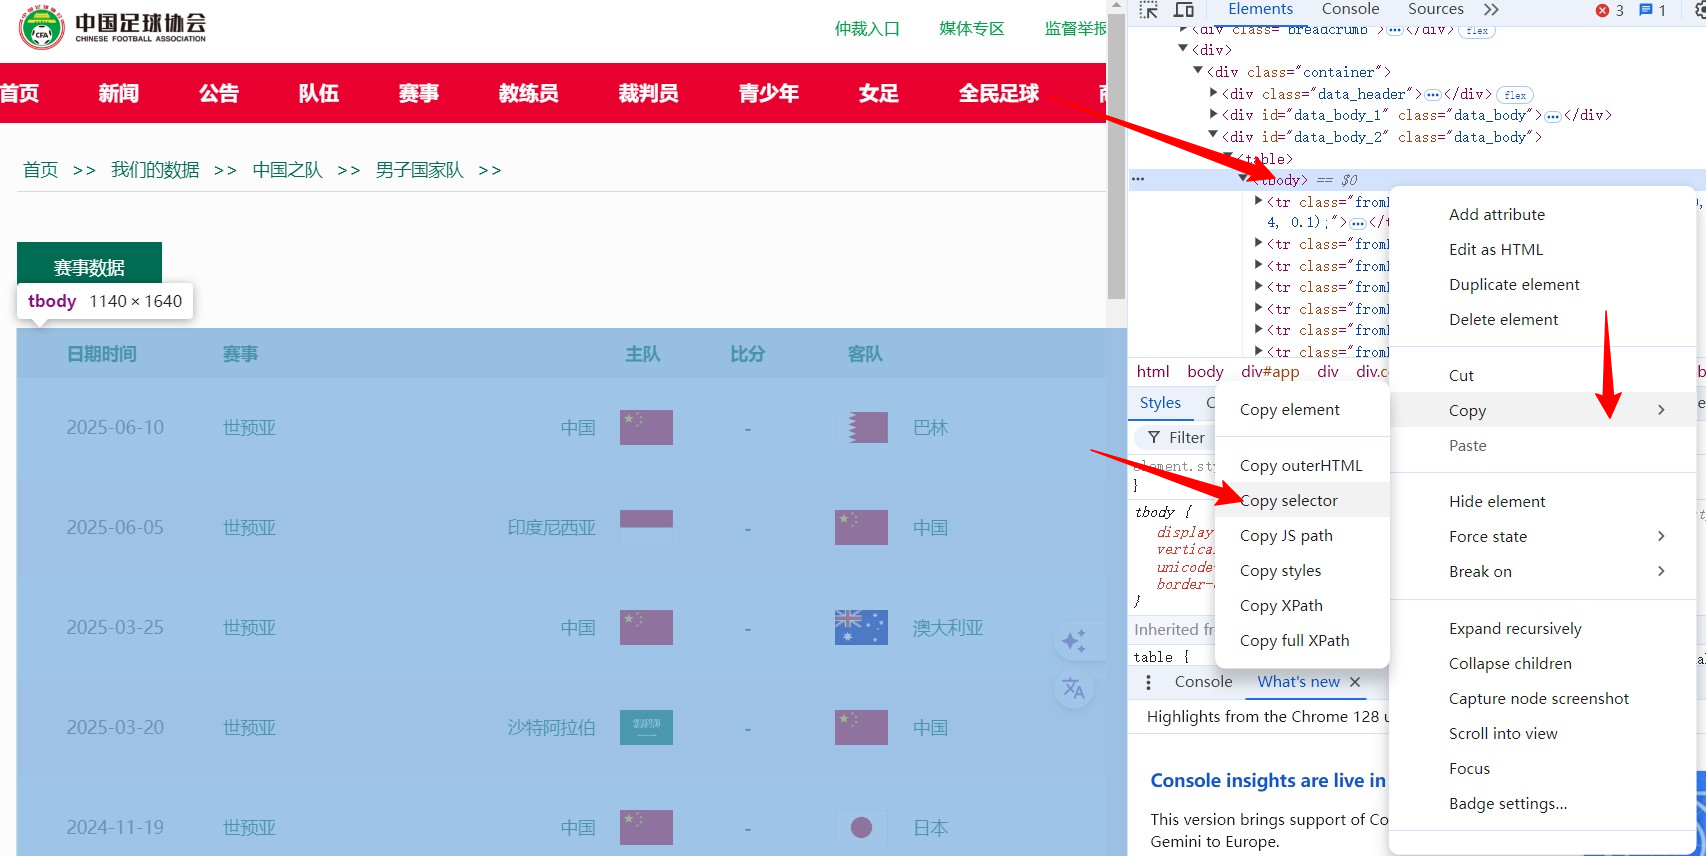 中国足球协会
CHINESE FOOTBALL ASSOCIATION
CFA
仲裁入口 媒体专区 监督举报
首页 新闻 公告 队伍 赛事 教练员 裁判员 青少年 女足 全民足球
首页 >> 我们的数据 >> 中国之队 >> 男子国家队 >>
赛事数据
tbody 1140 × 1640
日期时间 赛事 主队 比分 客队
2025-06-10 世预亚 中国 - 巴林
2025-06-05 世预亚 印度尼西亚 - 中国
2025-03-25 世预亚 中国 - 澳大利亚
2025-03-20 世预亚 沙特阿拉伯 - 中国
2024-11-19 世预亚 中国 - 日本
Elements Console Sources >> 3 1
<div class="breadcrumb">…</div> flex
<div>
<div class="container">
<div class="data_header">…</div> flex
<div id="data_body_1" class="data_body">…</div>
<div id="data_body_2" class="data_body">
<table>
… <tbody> == $0
<tr class="from 0,
4, 0.1);">…</t
<tr class="from
<tr class="from
<tr class="from
<tr class="from
<tr class="from
<tr class="from
html body div#app div div.c
Styles
Filter
element.sty
}
tbody {
display
vertica
unicode
border-
}
Inherited fr
table {
Console What's new ×
Highlights from the Chrome 128 u
Console insights are live in
This version brings support of Co
Gemini to Europe.
Add attribute
Edit as HTML
Duplicate element
Delete element
Cut
Copy
Paste
Hide element
Force state
Break on
Expand recursively
Collapse children
Capture node screenshot
Scroll into view
Focus
Badge settings…
Copy element
Copy outerHTML
Copy selector
Copy JS path
Copy styles
Copy XPath
Copy full XPath